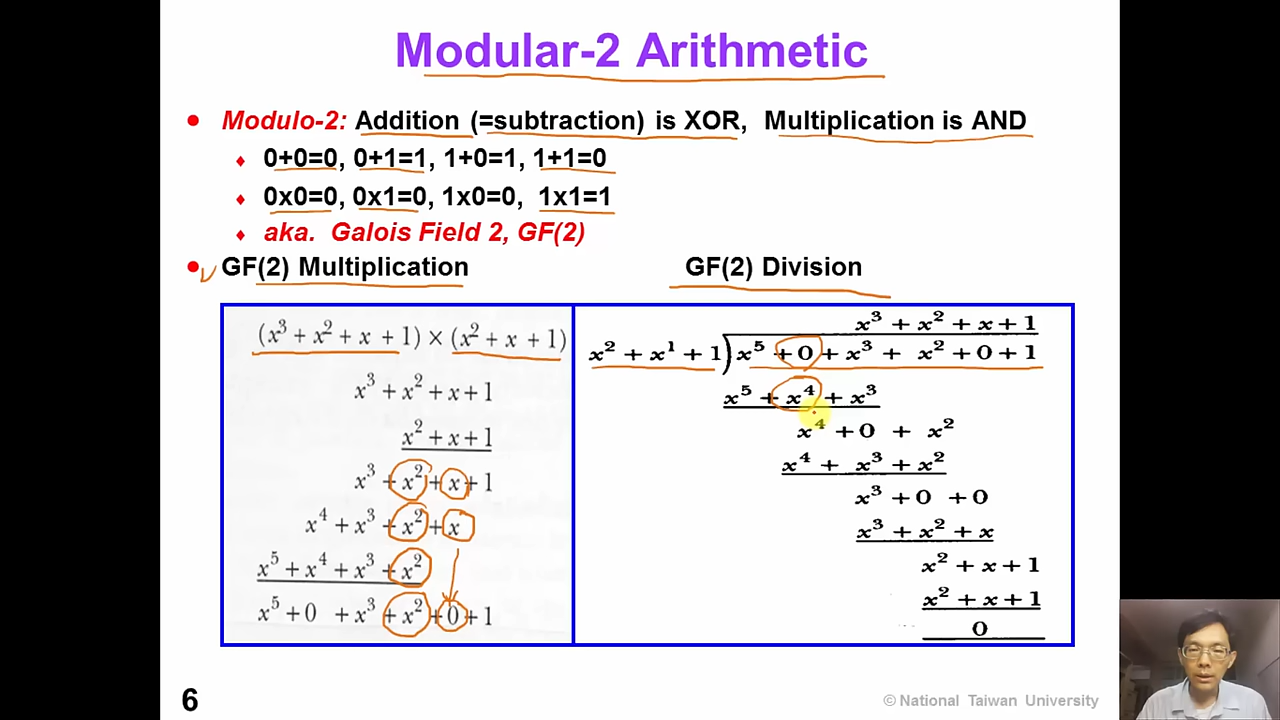 Modular-2 Arithmetic
• Modulo-2: Addition (=subtraction) is XOR, Multiplication is AND
♦ 0+0=0, 0+1=1, 1+0=1, 1+1=0
♦ 0x0=0, 0x1=0, 1x0=0, 1x1=1
♦ aka. Galois Field 2, GF(2)
• GF(2) Multiplication GF(2) Division
(x³ + x² + x + 1) × (x² + x + 1)
x³ + x² + x + 1
x² + x + 1
x³ + x² + x + 1
x⁴ + x³ + x² + x
x⁵ + x⁴ + x³ + x²
x⁵ + 0 + x³ + x² + 0 + 1
x³ + x² + x + 1
x² + x¹ + 1)x⁵ + 0 + x³ + x² + 0 + 1
x⁵ + x⁴ + x³
x⁴ + 0 + x²
x⁴ + x³ + x²
x³ + 0 + 0
x³ + x² + x
x² + x + 1
x² + x + 1
0
6
© National Taiwan University